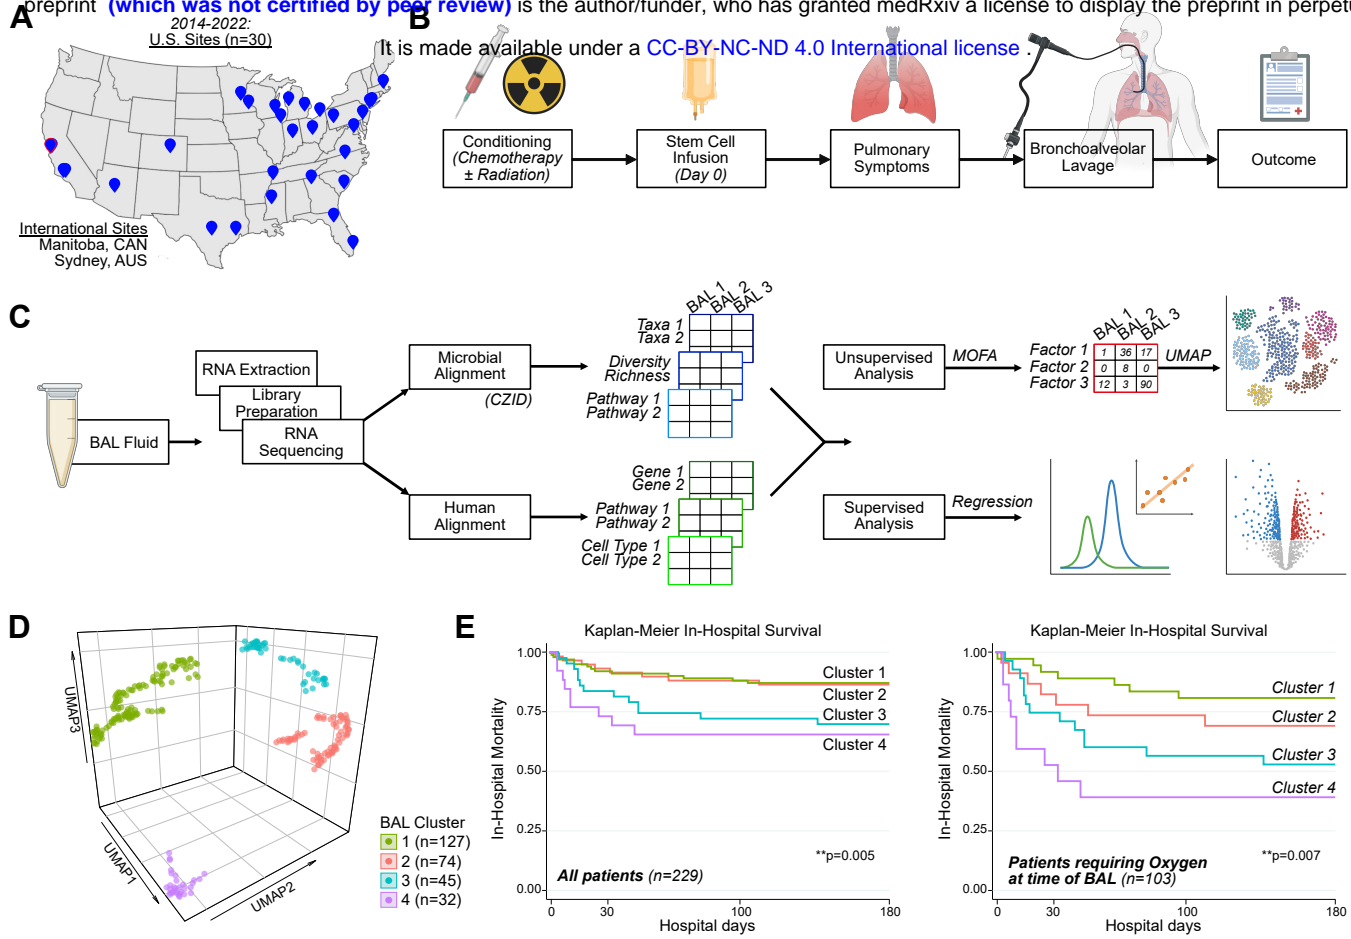 preprint (which was not certified by peer review) is the author/funder, who has granted medRxiv a license to display the preprint in
It is made available under a CC-BY-NC-ND 4.0 International license .
A
2014-2022:
U.S. Sites (n=30)
International Sites
Manitoba, CAN
Sydney, AUS
B
Conditioning
(Chemotherapy
± Radiation)
Stem Cell
Infusion
(Day 0)
Pulmonary
Symptoms
Bronchoalveolar
Lavage
Outcome
C
BAL Fluid
RNA Extraction
Library
Preparation
RNA
Sequencing
Microbial
Alignment
(CZID)
Human
Alignment
BAL 1
BAL 2
BAL 3
Taxa 1
Taxa 2
Diversity
Richness
Pathway 1
Pathway 2
Gene 1
Gene 2
Pathway 1
Pathway 2
Cell Type 1
Cell Type 2
Unsupervised
Analysis
MOFA
BAL 1
BAL 2
BAL 3
Factor 1 1 36 17
Factor 2 0 8 0
Factor 3 12 3 90
UMAP
Supervised
Analysis
Regression
D
UMAP3
UMAP1
UMAP2
BAL Cluster
1 (n=127)
2 (n=74)
3 (n=45)
4 (n=32)
E
Kaplan-Meier In-Hospital Survival
In-Hospital Mortality
1.00
0.75
0.50
0.25
0.00
Cluster 1
Cluster 2
Cluster 3
Cluster 4
**p=0.005
All patients (n=229)
0 30 100 180
Hospital days
Kaplan-Meier In-Hospital Survival
In-Hospital Mortality
1.00
0.75
0.50
0.25
0.00
Cluster 1
Cluster 2
Cluster 3
Cluster 4
**p=0.007
Patients requiring Oxygen
at time of BAL (n=103)
0 30 100 180
Hospital days